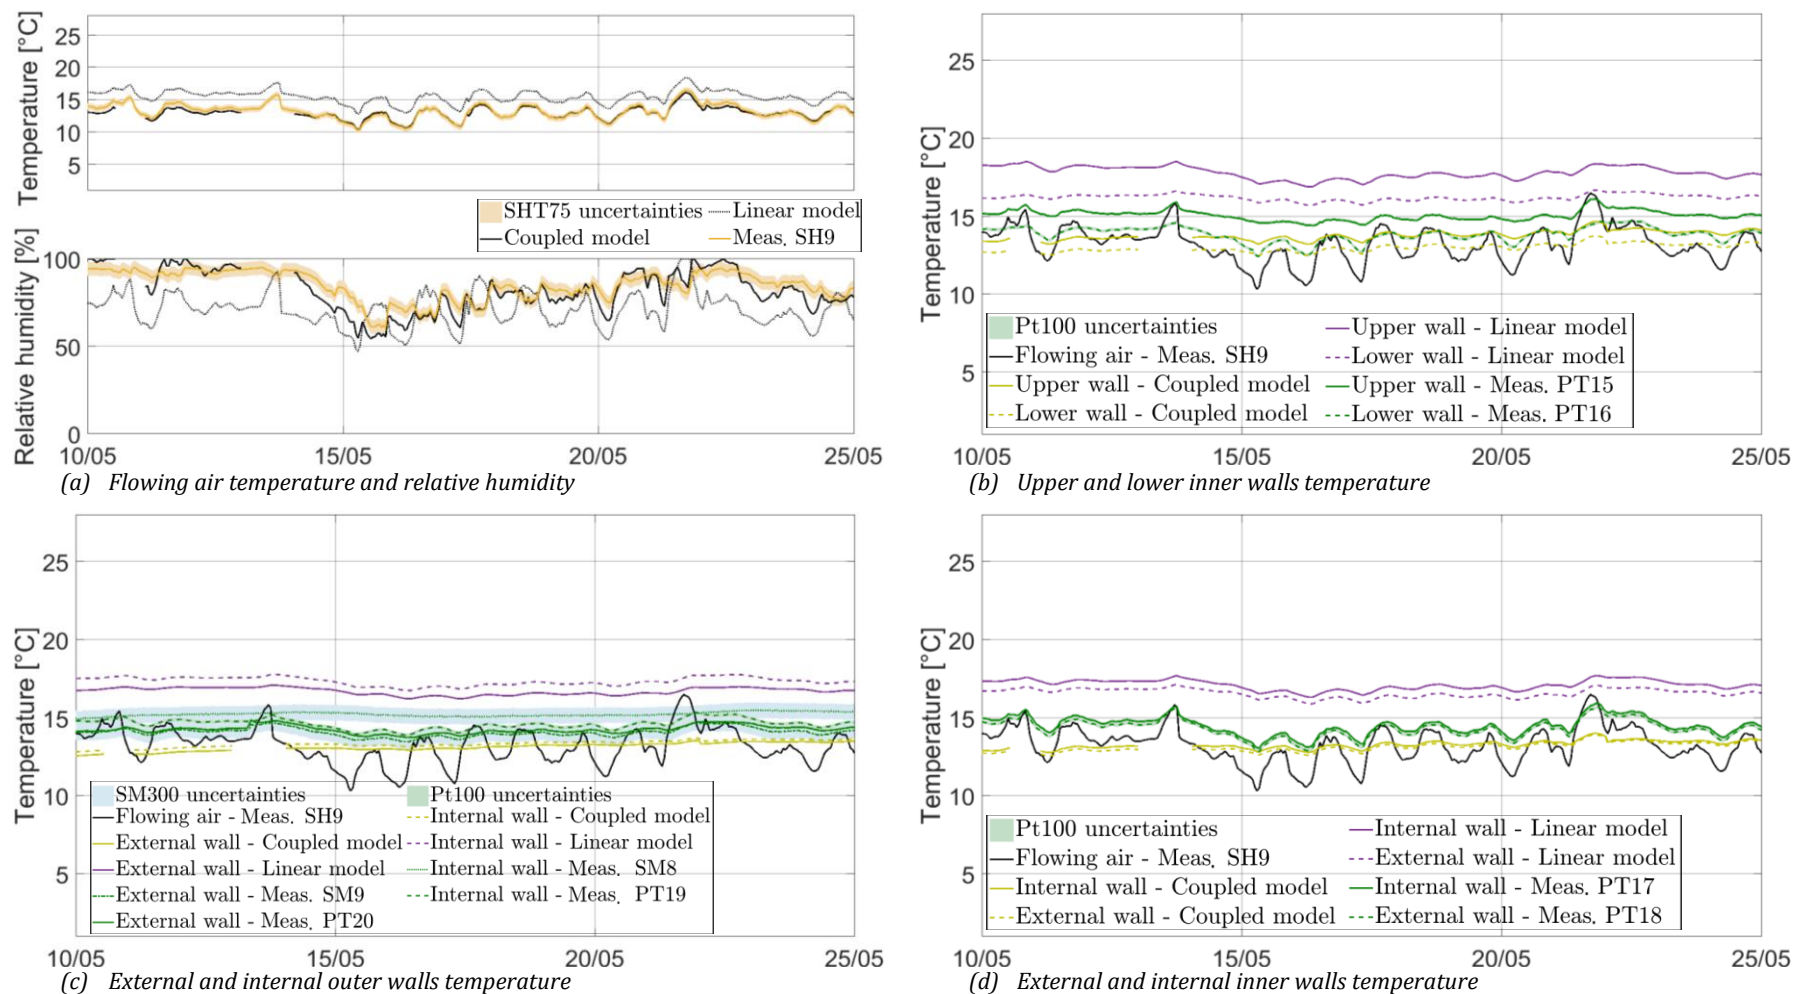 Temperature [°C]
25
20
15
10
5
SHT75 uncertainties
Linear model
Coupled model
Meas. SH9
Relative humidity [%]
100
50
0
10/05
15/05
20/05
25/05
(a) Flowing air temperature and relative humidity
Temperature [°C]
25
20
15
10
5
Pt100 uncertainties
Flowing air - Meas. SH9
Upper wall - Coupled model
Lower wall - Coupled model
Upper wall - Linear model
Lower wall - Linear model
Upper wall - Meas. PT15
Lower wall - Meas. PT16
10/05
15/05
20/05
25/05
(b) Upper and lower inner walls temperature
Temperature [°C]
25
20
15
10
5
SM300 uncertainties
Flowing air - Meas. SH9
External wall - Coupled model
External wall - Linear model
External wall - Meas. SM9
External wall - Meas. PT20
Pt100 uncertainties
Internal wall - Coupled model
Internal wall - Linear model
Internal wall - Meas. SM8
Internal wall - Meas. PT19
10/05
15/05
20/05
25/05
(c) External and internal outer walls temperature
Temperature [°C]
25
20
15
10
5
Pt100 uncertainties
Flowing air - Meas. SH9
Internal wall - Coupled model
External wall - Coupled model
Internal wall - Linear model
External wall - Linear model
Internal wall - Meas. PT17
External wall - Meas. PT18
10/05
15/05
20/05
25/05
(d) External and internal inner walls temperature